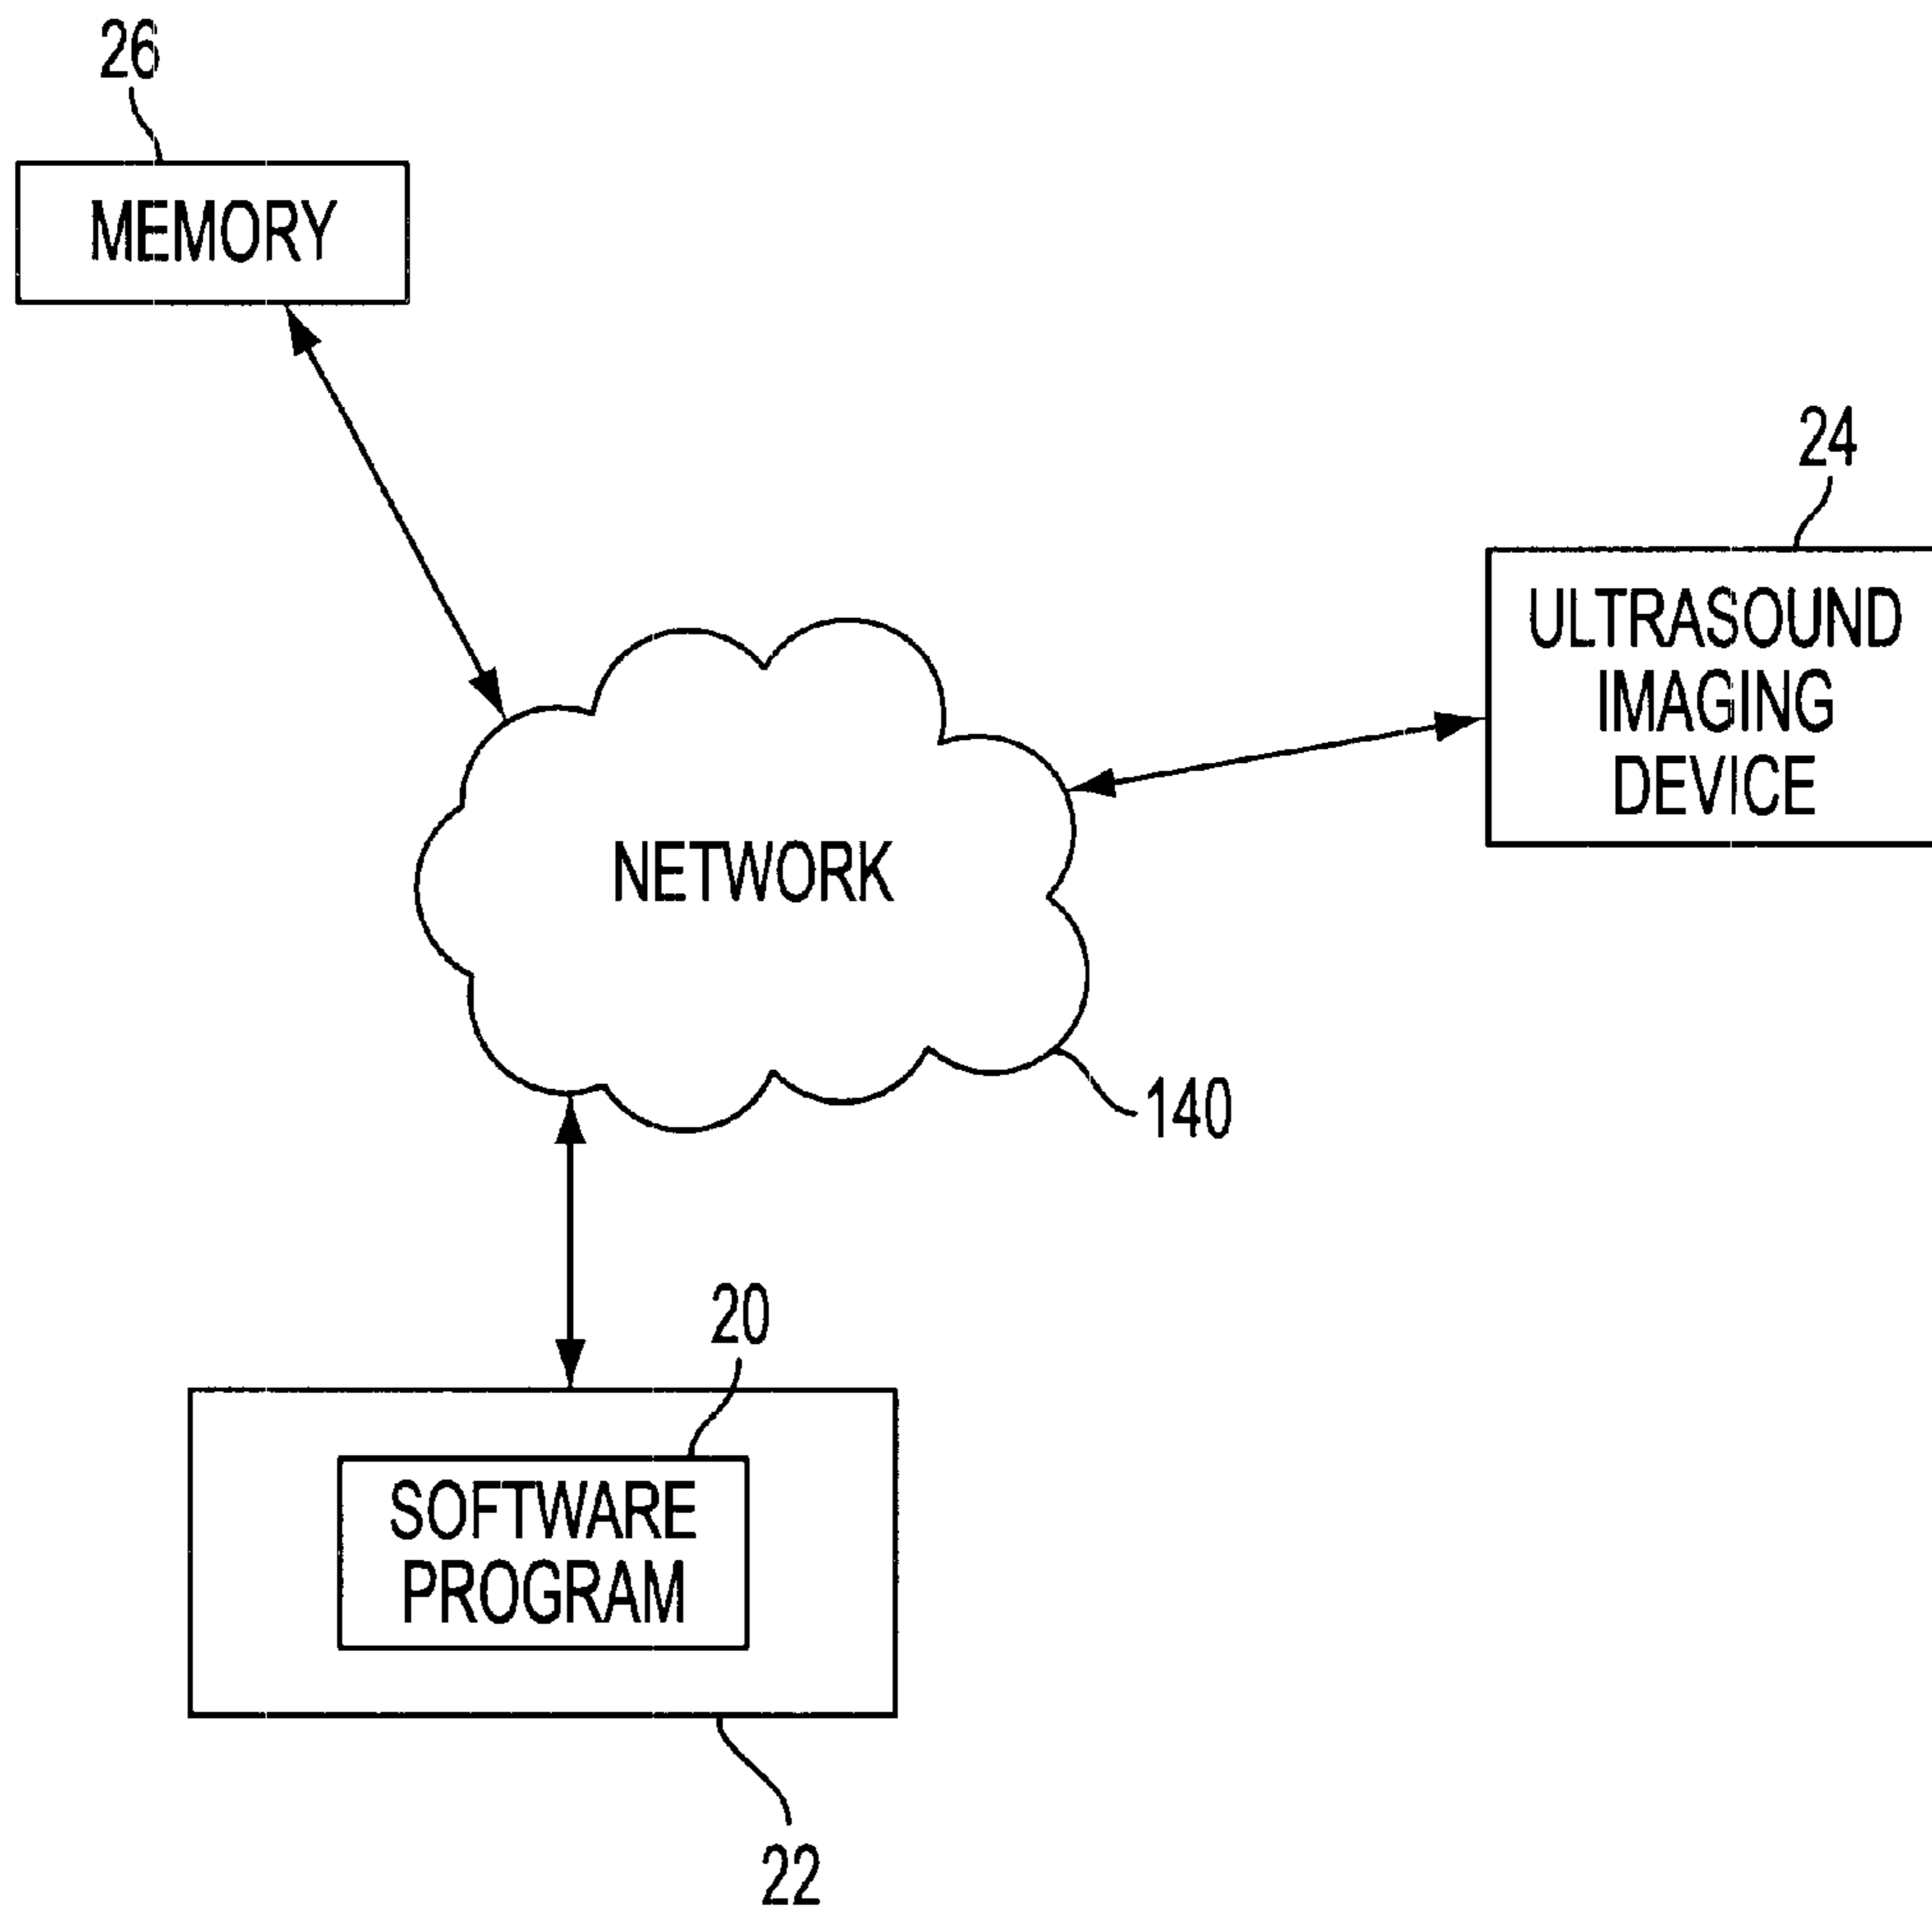 26
MEMORY
24
ULTRASOUND
IMAGING
DEVICE
NETWORK
140
20
SOFTWARE
PROGRAM
22